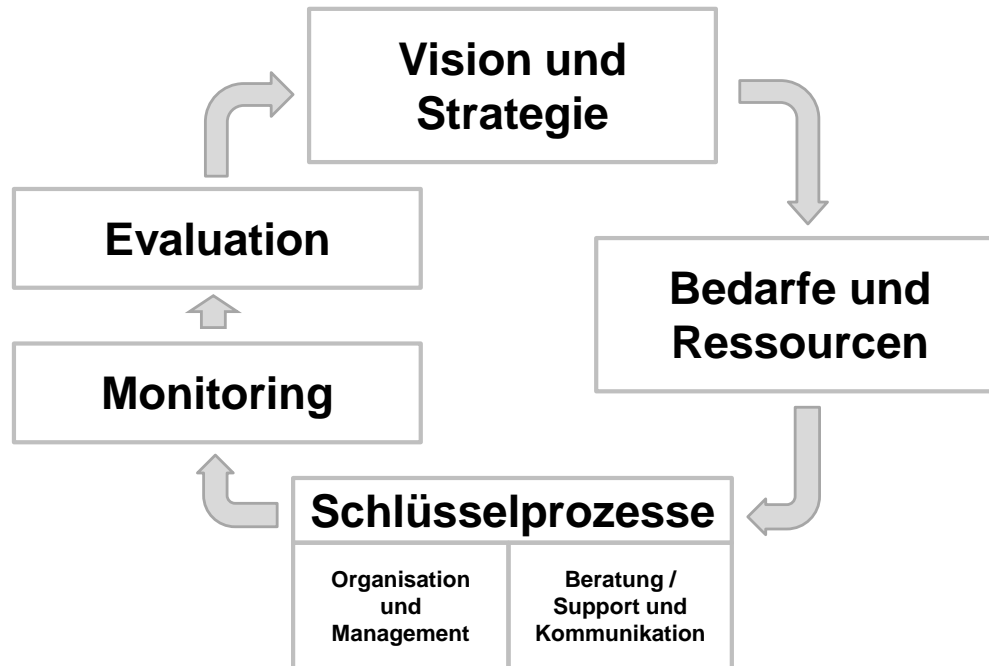 Vision und
Strategie
Bedarfe und
Ressourcen
Schlüsselprozesse
Organisation
und
Management
Beratung /
Support und
Kommunikation
Monitoring
Evaluation